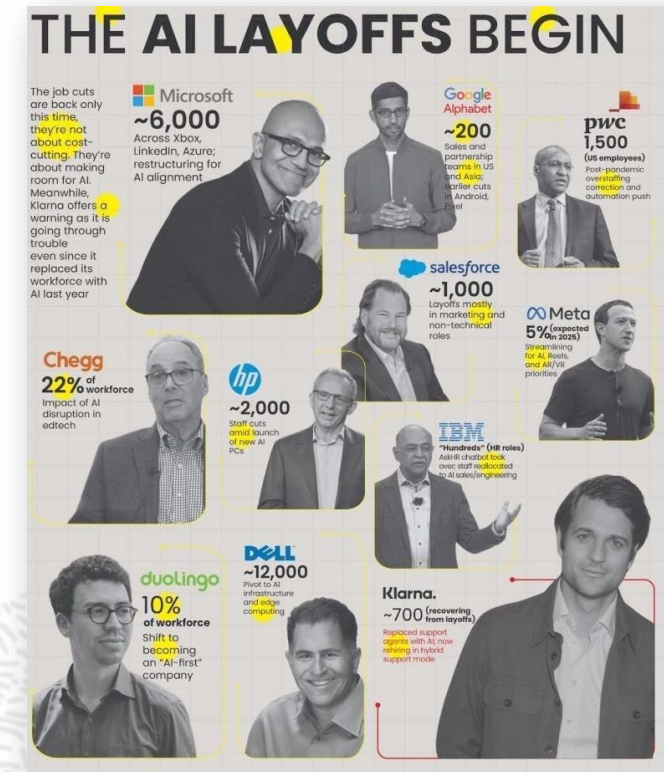 THE AI LAYOFFS BEGIN
The job cuts
are back only
this time,
they're not
about cost-
cutting. They're
about making
room for AI.
Meanwhile,
Klarna offers a
warning as it is
going through
trouble
even since it
replaced its
workforce with
AI last year
Microsoft
~6,000
Across Xbox,
LinkedIn, Azure;
restructuring for
AI alignment
Google
Alphabet
~200
Sales and
partnership
teams in US
and Asia;
earlier cuts
in Android,
Pixel
pwc
1,500
(US employees)
Post-pandemic
overstaffing
correction and
automation push
salesforce
~1,000
Layoffs mostly
in marketing and
non-technical
roles
Meta
5% (expected
in 2025)
Streamlining
for AI, Reels,
and AR/VR
priorities
Chegg
22% of
workforce
Impact of AI
disruption in
edtech
hp
~2,000
Staff cuts
amid launch
of new AI
PCs
IBM
"Hundreds" (HR roles)
AskHR chatbot took
over; staff reallocated
to AI sales/engineering
duolingo
10%
of workforce
Shift to
becoming
an "AI-first"
company
DELL
~12,000
Pivot to AI
infrastructure
and edge
computing
Klarna.
~700 (recovering
from layoffs)
Replaced support
agents with AI; now
rehiring in hybrid
support mode